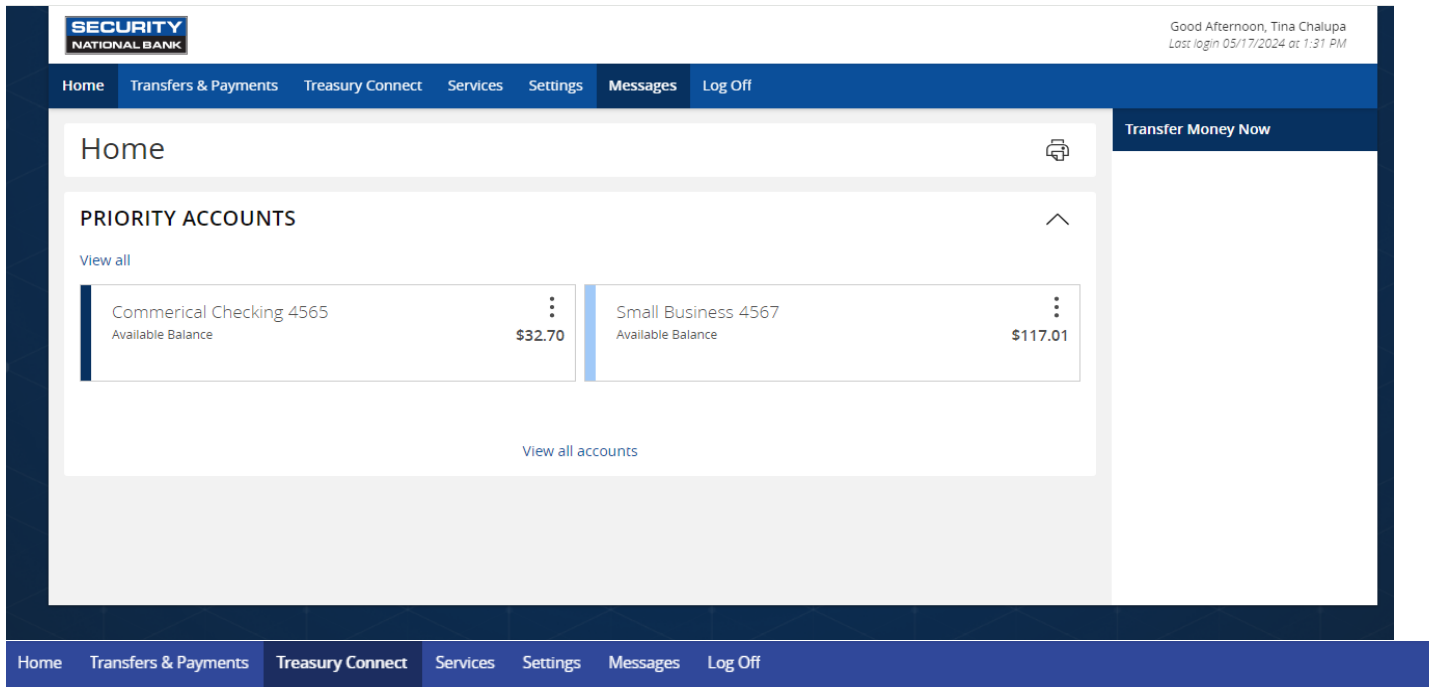 SECURITY
NATIONAL BANK
Good Afternoon, Tina Chalupa
Last login 05/17/2024 at 1:31 PM
Home Transfers & Payments Treasury Connect Services Settings Messages Log Off
Home
Transfer Money Now
PRIORITY ACCOUNTS
View all
Commerical Checking 4565
Available Balance
$32.70
Small Business 4567
Available Balance
$117.01
View all accounts
Home Transfers & Payments Treasury Connect Services Settings Messages Log Off